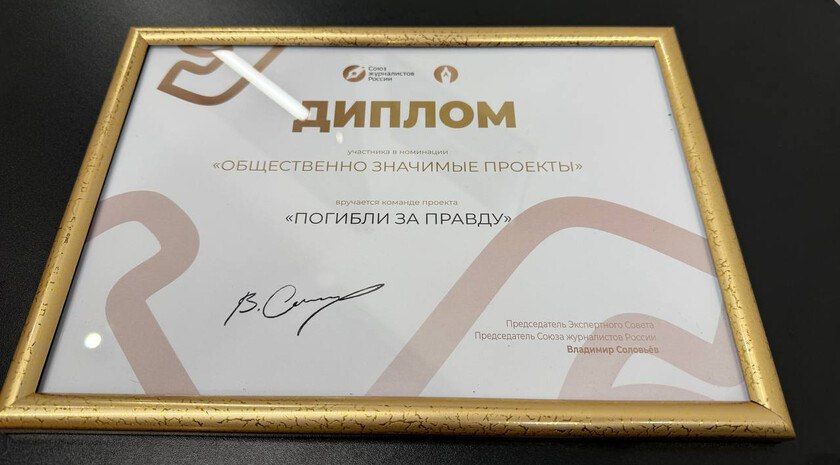 Союз
журналистов
России
ДИПЛОМ
участника в номинации
«ОБЩЕСТВЕННО ЗНАЧИМЫЕ ПРОЕКТЫ»
вручается команде проекта
«ПОГИБЛИ ЗА ПРАВДУ»
Председатель Экспертного Совета
Председатель Союза журналистов России
Владимир Соловьёв